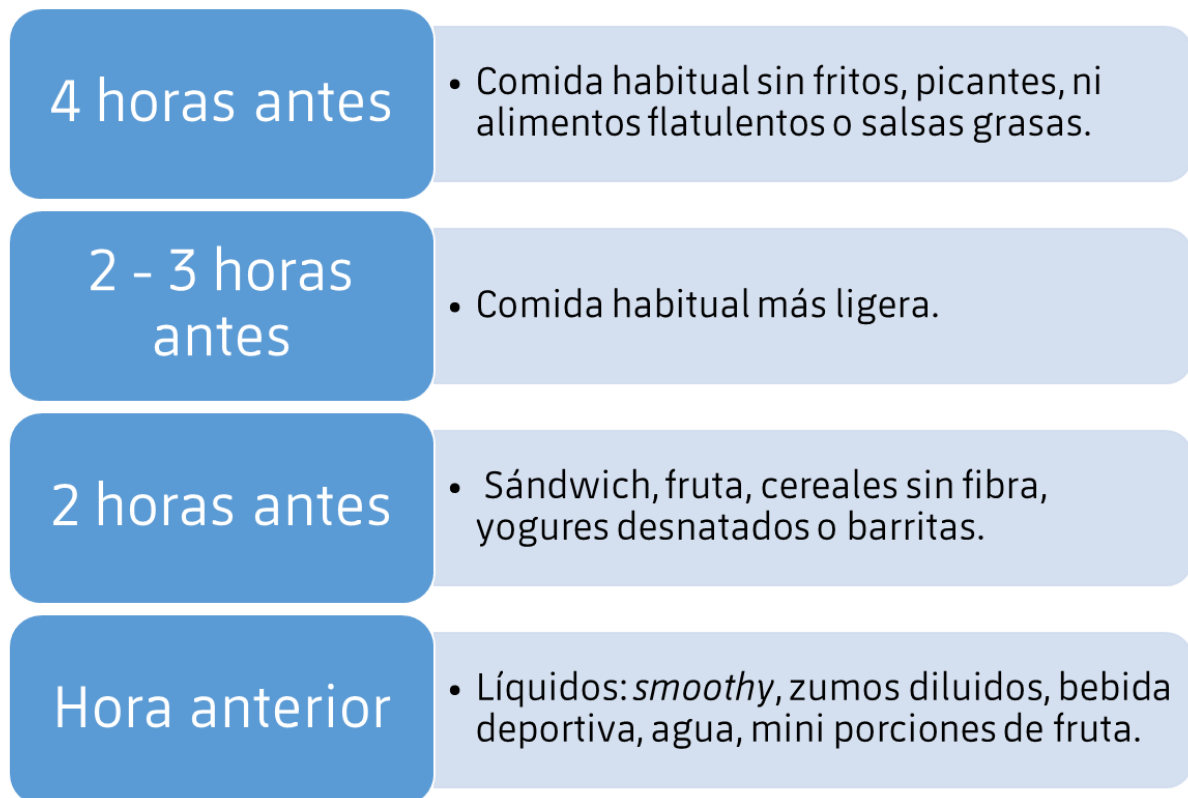 4 horas antes
• Comida habitual sin fritos, picantes, ni
alimentos flatulentos o salsas grasas.
2 – 3 horas
antes
• Comida habitual más ligera.
2 horas antes
• Sándwich, fruta, cereales sin fibra,
yogures desnatados o barritas.
Hora anterior
• Líquidos: smoothy, zumos diluidos, bebida
deportiva, agua, mini porciones de fruta.